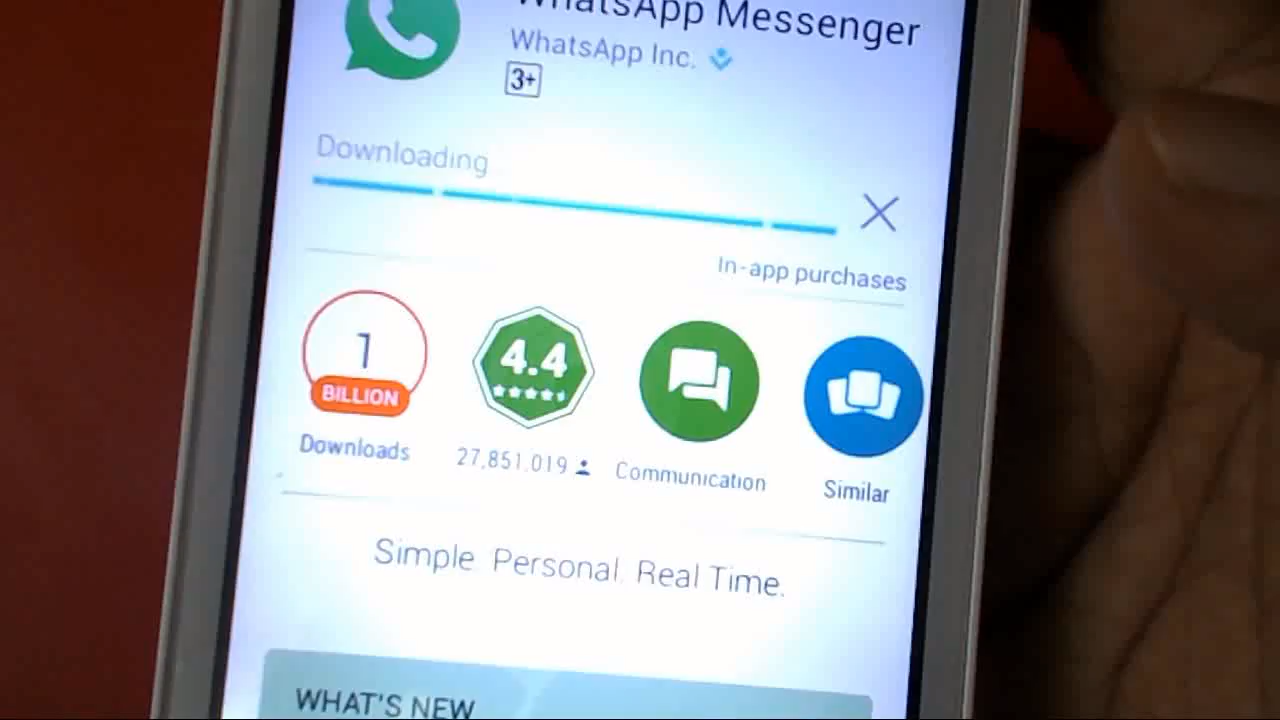 WhatsApp Messenger
WhatsApp Inc.
3+
Downloading
In-app purchases
1
BILLION
Downloads
4.4
27,851,019
Communication
Similar
Simple. Personal. Real Time.
WHAT'S NEW